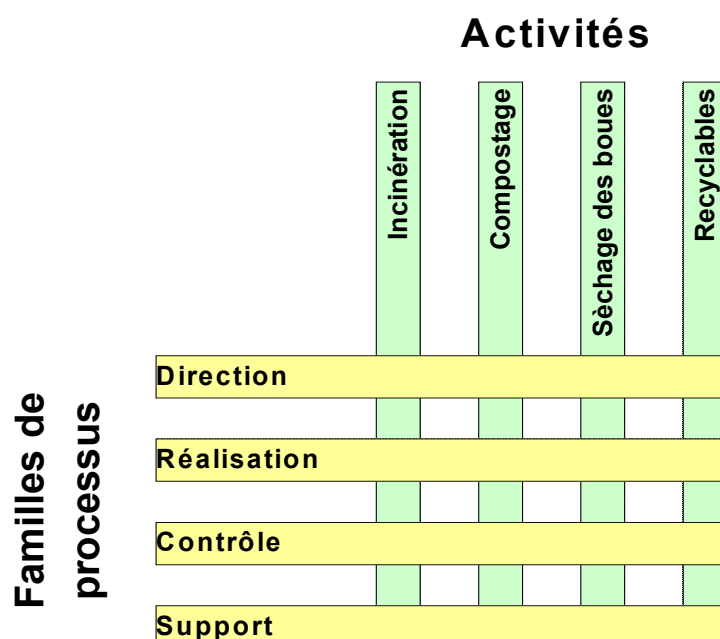 Activités
Incinération
Compostage
Sèchage des boues
Recyclables
Familles de
processus
Direction
Réalisation
Contrôle
Support